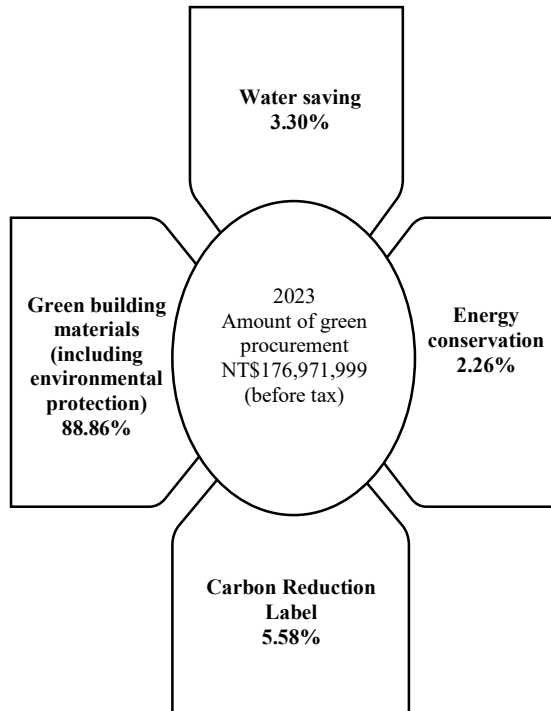 Water saving
3.30%
Green building
materials
(including
environmental
protection)
88.86%
2023
Amount of green
procurement
NT$176,971,999
(before tax)
Energy
conservation
2.26%
Carbon Reduction
Label
5.58%